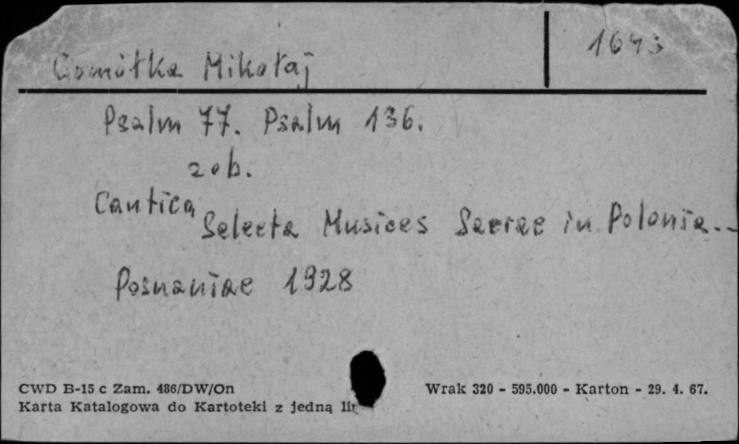 Gomółka Mikołaj 1643
Psalm 77. Psalm 136.
zob.
Cantica
Selecta Musices Sacrae in Polonia...
Posnaniae 1928
CWD B-15 c Zam. 486/DW/On Wrak 320 - 595.000 - Karton - 29. 4. 67.
Karta Katalogowa do Kartoteki z jedną